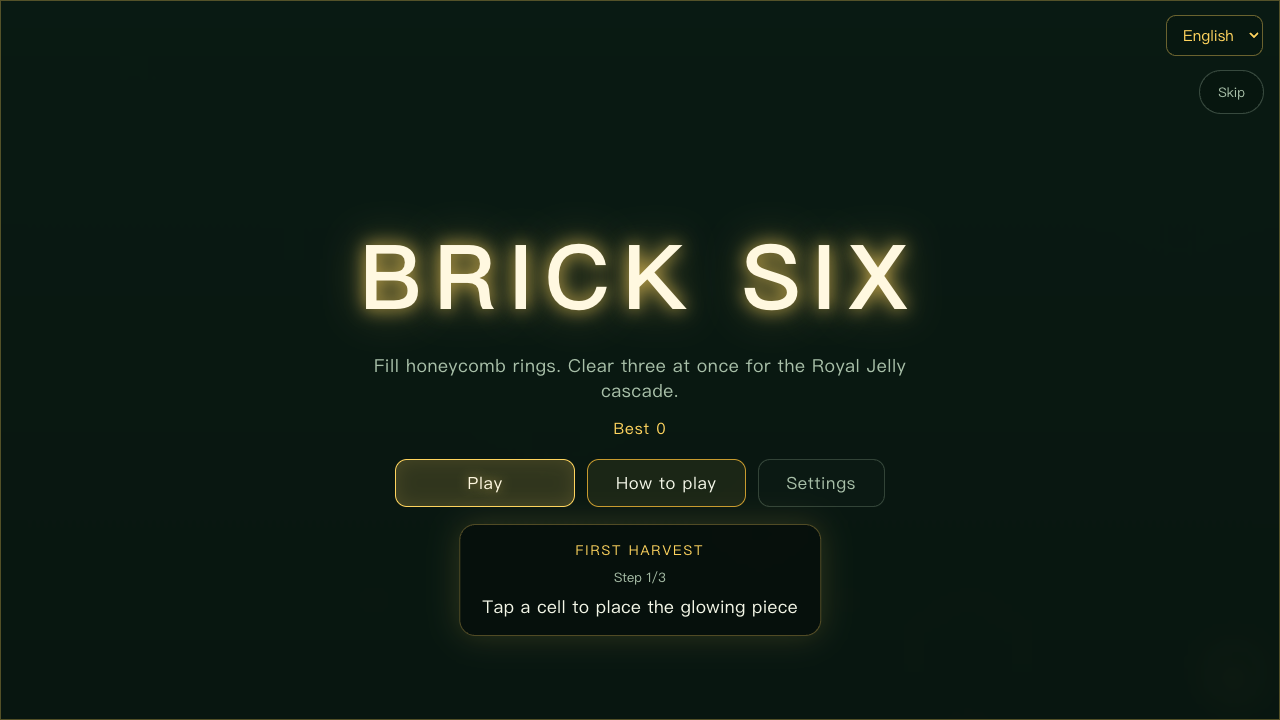 English
Skip
BRICK SIX
Fill honeycomb rings. Clear three at once for the Royal Jelly
cascade.
Best 0
Play
How to play
Settings
FIRST HARVEST
Step 1/3
Tap a cell to place the glowing piece